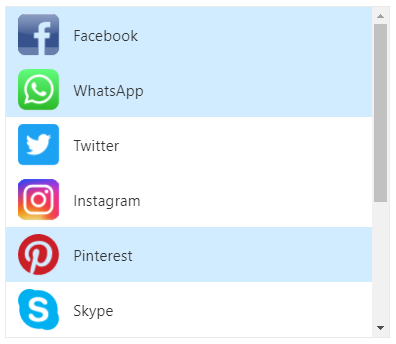 Facebook
WhatsApp
Twitter
Instagram
Pinterest
Skype